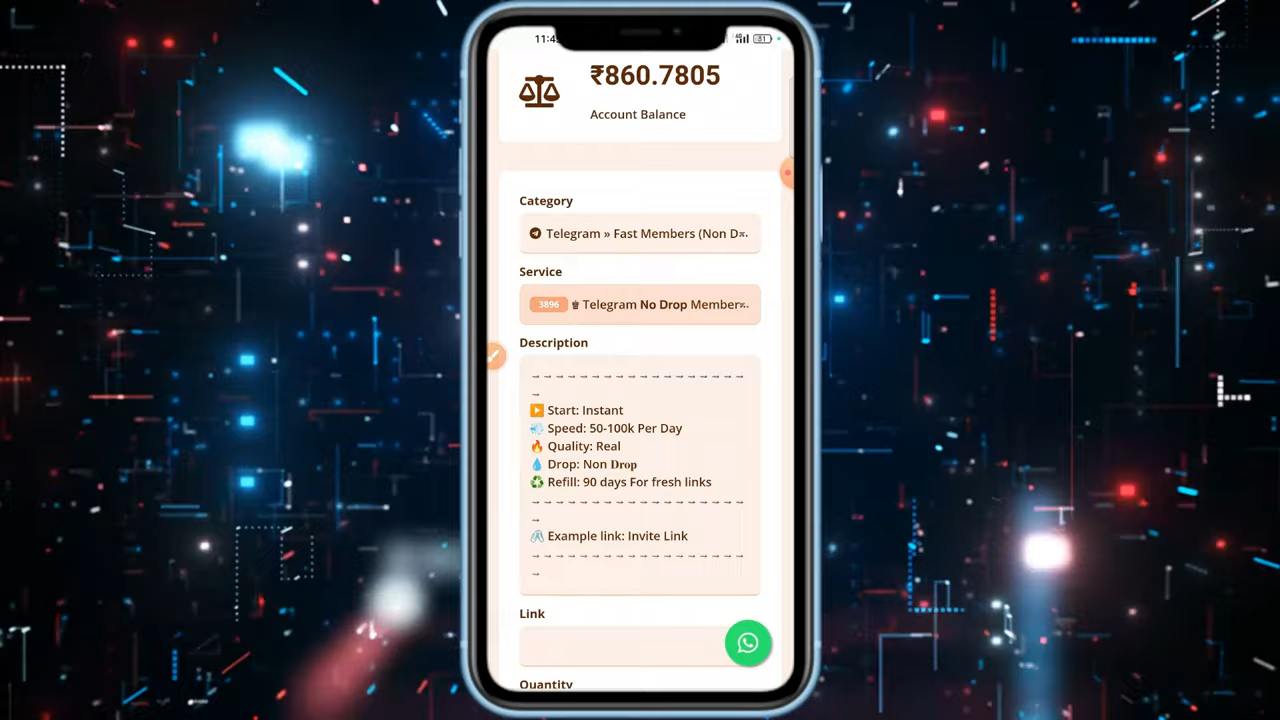 11:4
4G 31
₹860.7805
Account Balance
Category
Telegram » Fast Members (Non D
Service
3896 Telegram No Drop Member
Description
→ → → → → → → → → → → → → → → → → →
→
▶️ Start: Instant
💨 Speed: 50-100k Per Day
🔥 Quality: Real
💧 Drop: Non Drop
♻️ Refill: 90 days For fresh links
→ → → → → → → → → → → → → → → → → →
→
🖇️ Example link: Invite Link
→ → → → → → → → → → → → → → → → → →
→
Link
Quantity